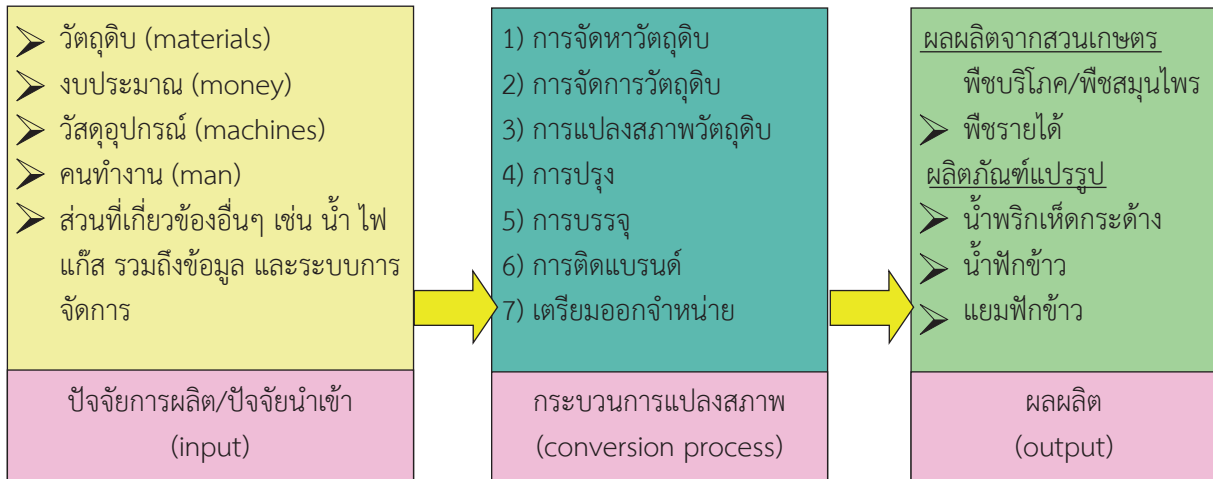 วัตถุดิบ (materials)
งบประมาณ (money)
วัสดุอุปกรณ์ (machines)
คนทำงาน (man)
ส่วนที่เกี่ยวข้องอื่นๆ เช่น น้ำ ไฟ
แก๊ส รวมถึงข้อมูล และระบบการ
จัดการ
ปัจจัยการผลิต/ปัจจัยนำเข้า
(input)
1) การจัดหาวัตถุดิบ
2) การจัดการวัตถุดิบ
3) การแปลงสภาพวัตถุดิบ
4) การปรุง
5) การบรรจุ
6) การติดแบรนด์
7) เตรียมออกจำหน่าย
กระบวนการแปลงสภาพ
(conversion process)
ผลผลิตจากสวนเกษตร
พืชบริโภค/พืชสมุนไพร
พืชรายได้
ผลิตภัณฑ์แปรรูป
น้ำพริกเห็ดกระด้าง
น้ำฟักข้าว
แยมฟักข้าว
ผลผลิต
(output)